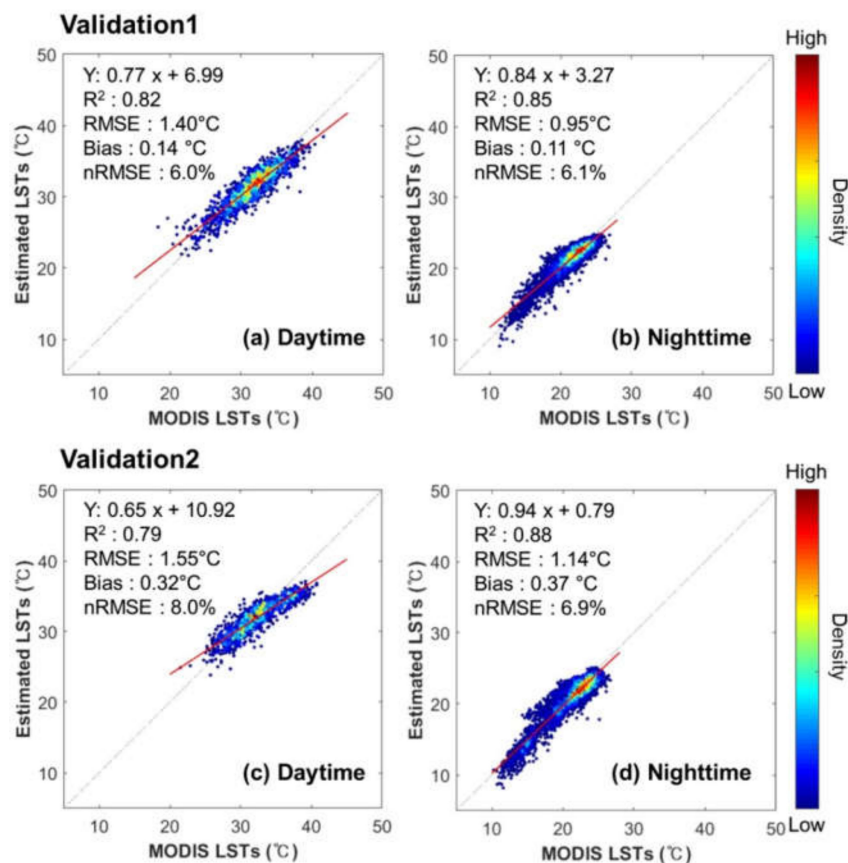 Validation1
High
50
Y: 0.77 x + 6.99
R² : 0.82
RMSE : 1.40°C
Bias : 0.14 °C
nRMSE : 6.0%
40
30
20
10
Estimated LSTs (℃)
(a) Daytime
10 20 30 40 50
MODIS LSTs (℃)
50
Y: 0.84 x + 3.27
R² : 0.85
RMSE : 0.95°C
Bias : 0.11 °C
nRMSE : 6.1%
40
30
20
10
Estimated LSTs (℃)
(b) Nighttime
10 20 30 40 50
MODIS LSTs (℃)
Density
Low
Validation2
High
50
Y: 0.65 x + 10.92
R² : 0.79
RMSE : 1.55°C
Bias : 0.32°C
nRMSE : 8.0%
40
30
20
10
Estimated LSTs (℃)
(c) Daytime
10 20 30 40 50
MODIS LSTs (℃)
50
Y: 0.94 x + 0.79
R² : 0.88
RMSE : 1.14°C
Bias : 0.37 °C
nRMSE : 6.9%
40
30
20
10
Estimated LSTs (℃)
(d) Nighttime
10 20 30 40 50
MODIS LSTs (℃)
Density
Low